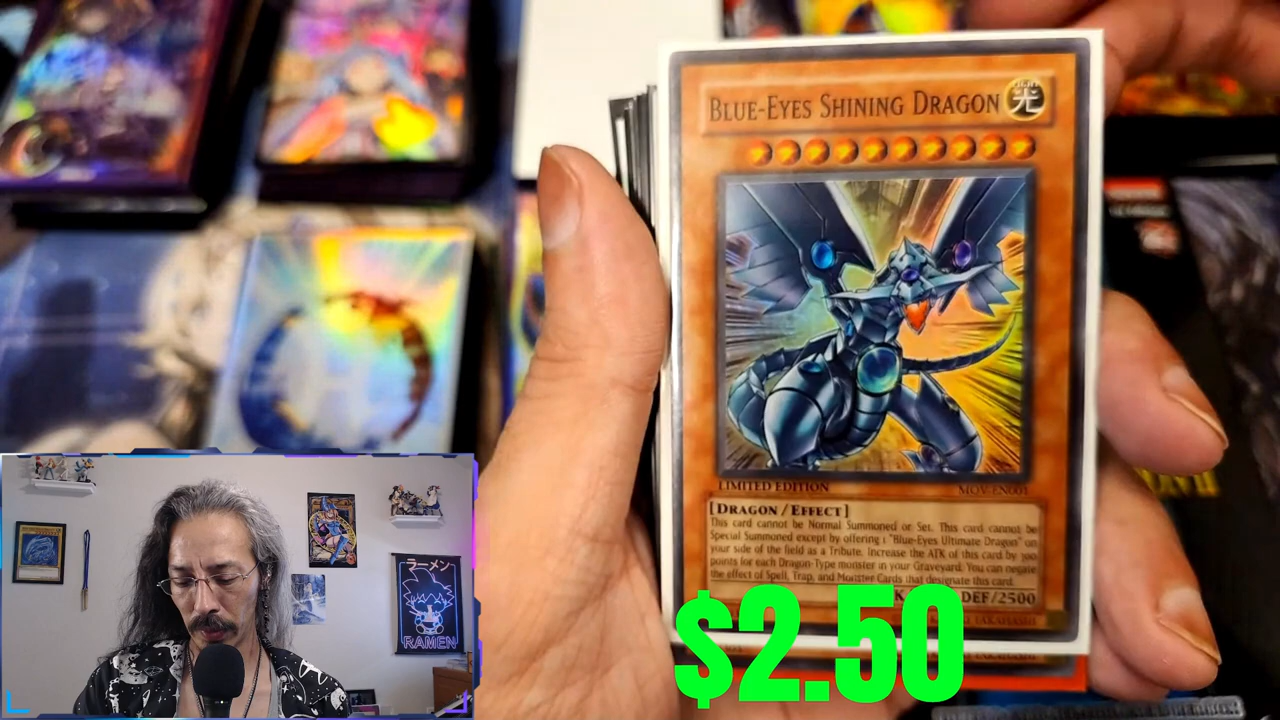 BLUE-EYES SHINING DRAGON 光
LIMITED EDITION MOV-EN001
[DRAGON/EFFECT]
This card cannot be Normal Summoned or Set. This card cannot be
Special Summoned except by offering 1 "Blue-Eyes Ultimate Dragon" on
your side of the field as a Tribute. Increase the ATK of this card by 300
points for each Dragon-Type monster in your Graveyard. You can negate
the effect of Spell, Trap, and Monster Cards that designate this card.
DEF/2500
TAKAHASHI
$2.50
ラーメン
RAMEN